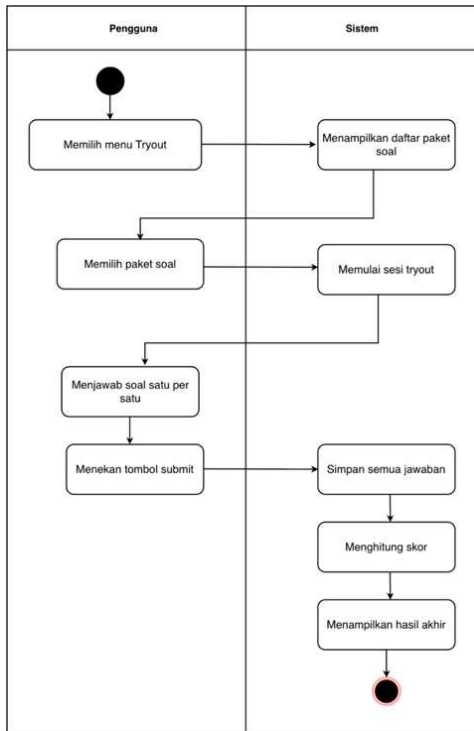 Pengguna
Sistem
Memilih menu Tryout
Menampilkan daftar paket
soal
Memilih paket soal
Memulai sesi tryout
Menjawab soal satu per
satu
Menekan tombol submit
Simpan semua jawaban
Menghitung skor
Menampilkan hasil akhir